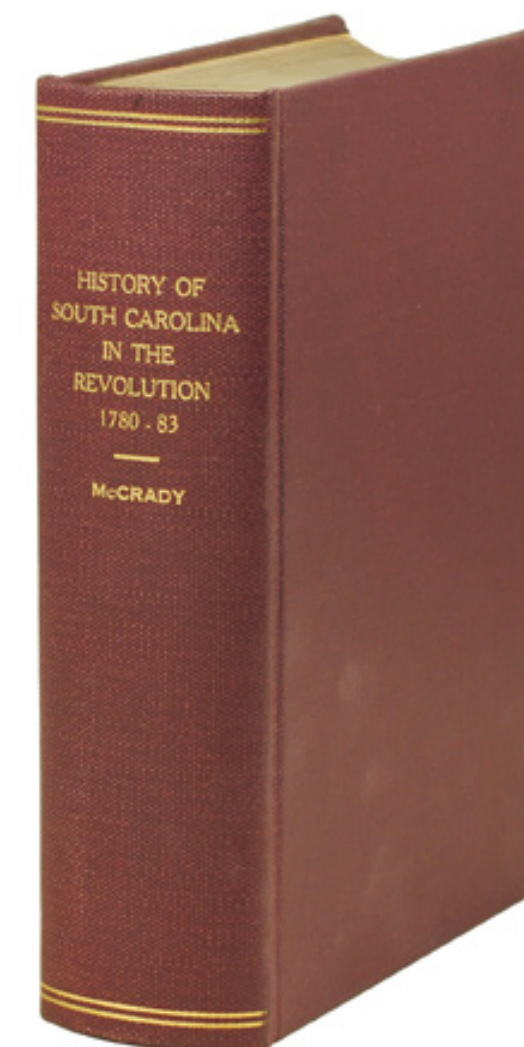 HISTORY OF
SOUTH CAROLINA
IN THE
REVOLUTION
1780 - 83
McCRADY